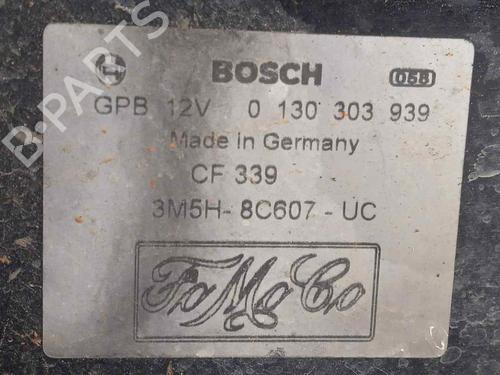 BOSCH 058
GPB 12V 0 130 303 939
Made in Germany
CF 339
3M5H- 8C607 - UC
FoMoCo
B-PARTS